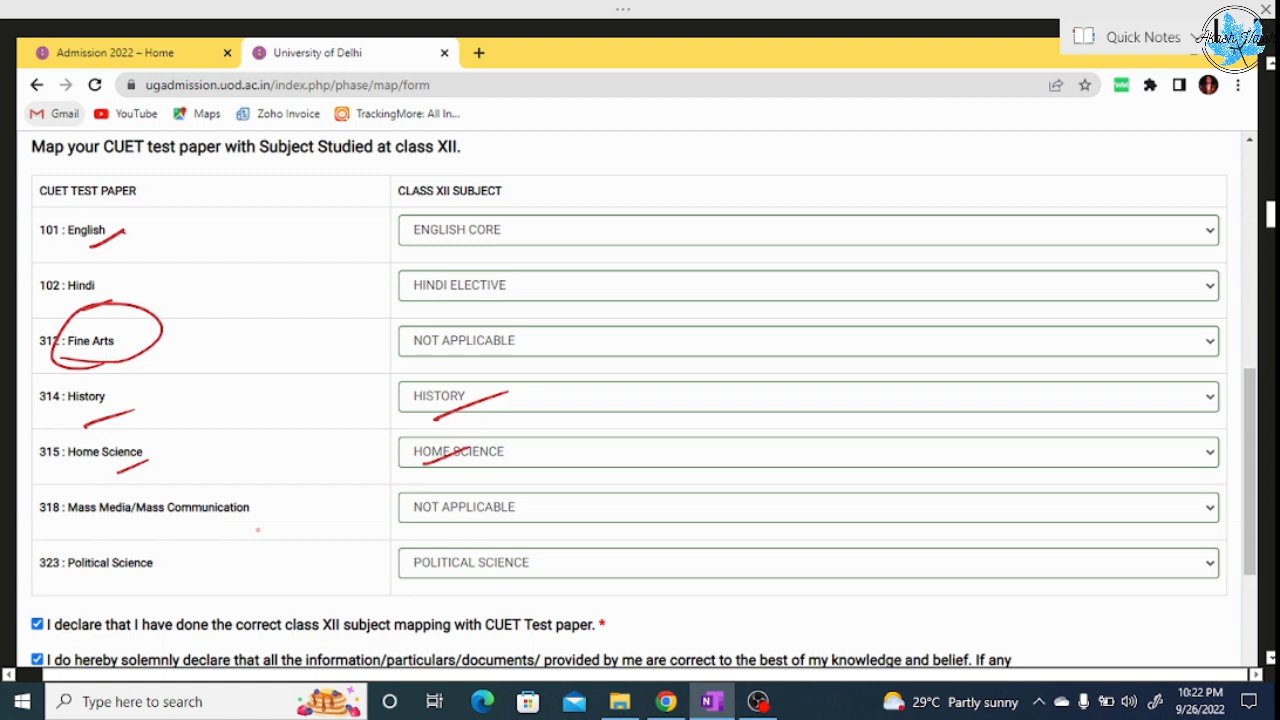 Quick Notes
Admission 2022 – Home
University of Delhi
ugadmission.uod.ac.in/index.php/phase/map/form
Gmail YouTube Maps Zoho Invoice TrackingMore: All In...
Map your CUET test paper with Subject Studied at class XII.
CUET TEST PAPER CLASS XII SUBJECT
101 : English ENGLISH CORE
102 : Hindi HINDI ELECTIVE
312 : Fine Arts NOT APPLICABLE
314 : History HISTORY
315 : Home Science HOME SCIENCE
318 : Mass Media/Mass Communication NOT APPLICABLE
323 : Political Science POLITICAL SCIENCE
I declare that I have done the correct class XII subject mapping with CUET Test paper. *
I do hereby solemnly declare that all the information/particulars/documents/ provided by me are correct to the best of my knowledge and belief. If any
Type here to search
29°C Partly sunny
10:22 PM
9/26/2022